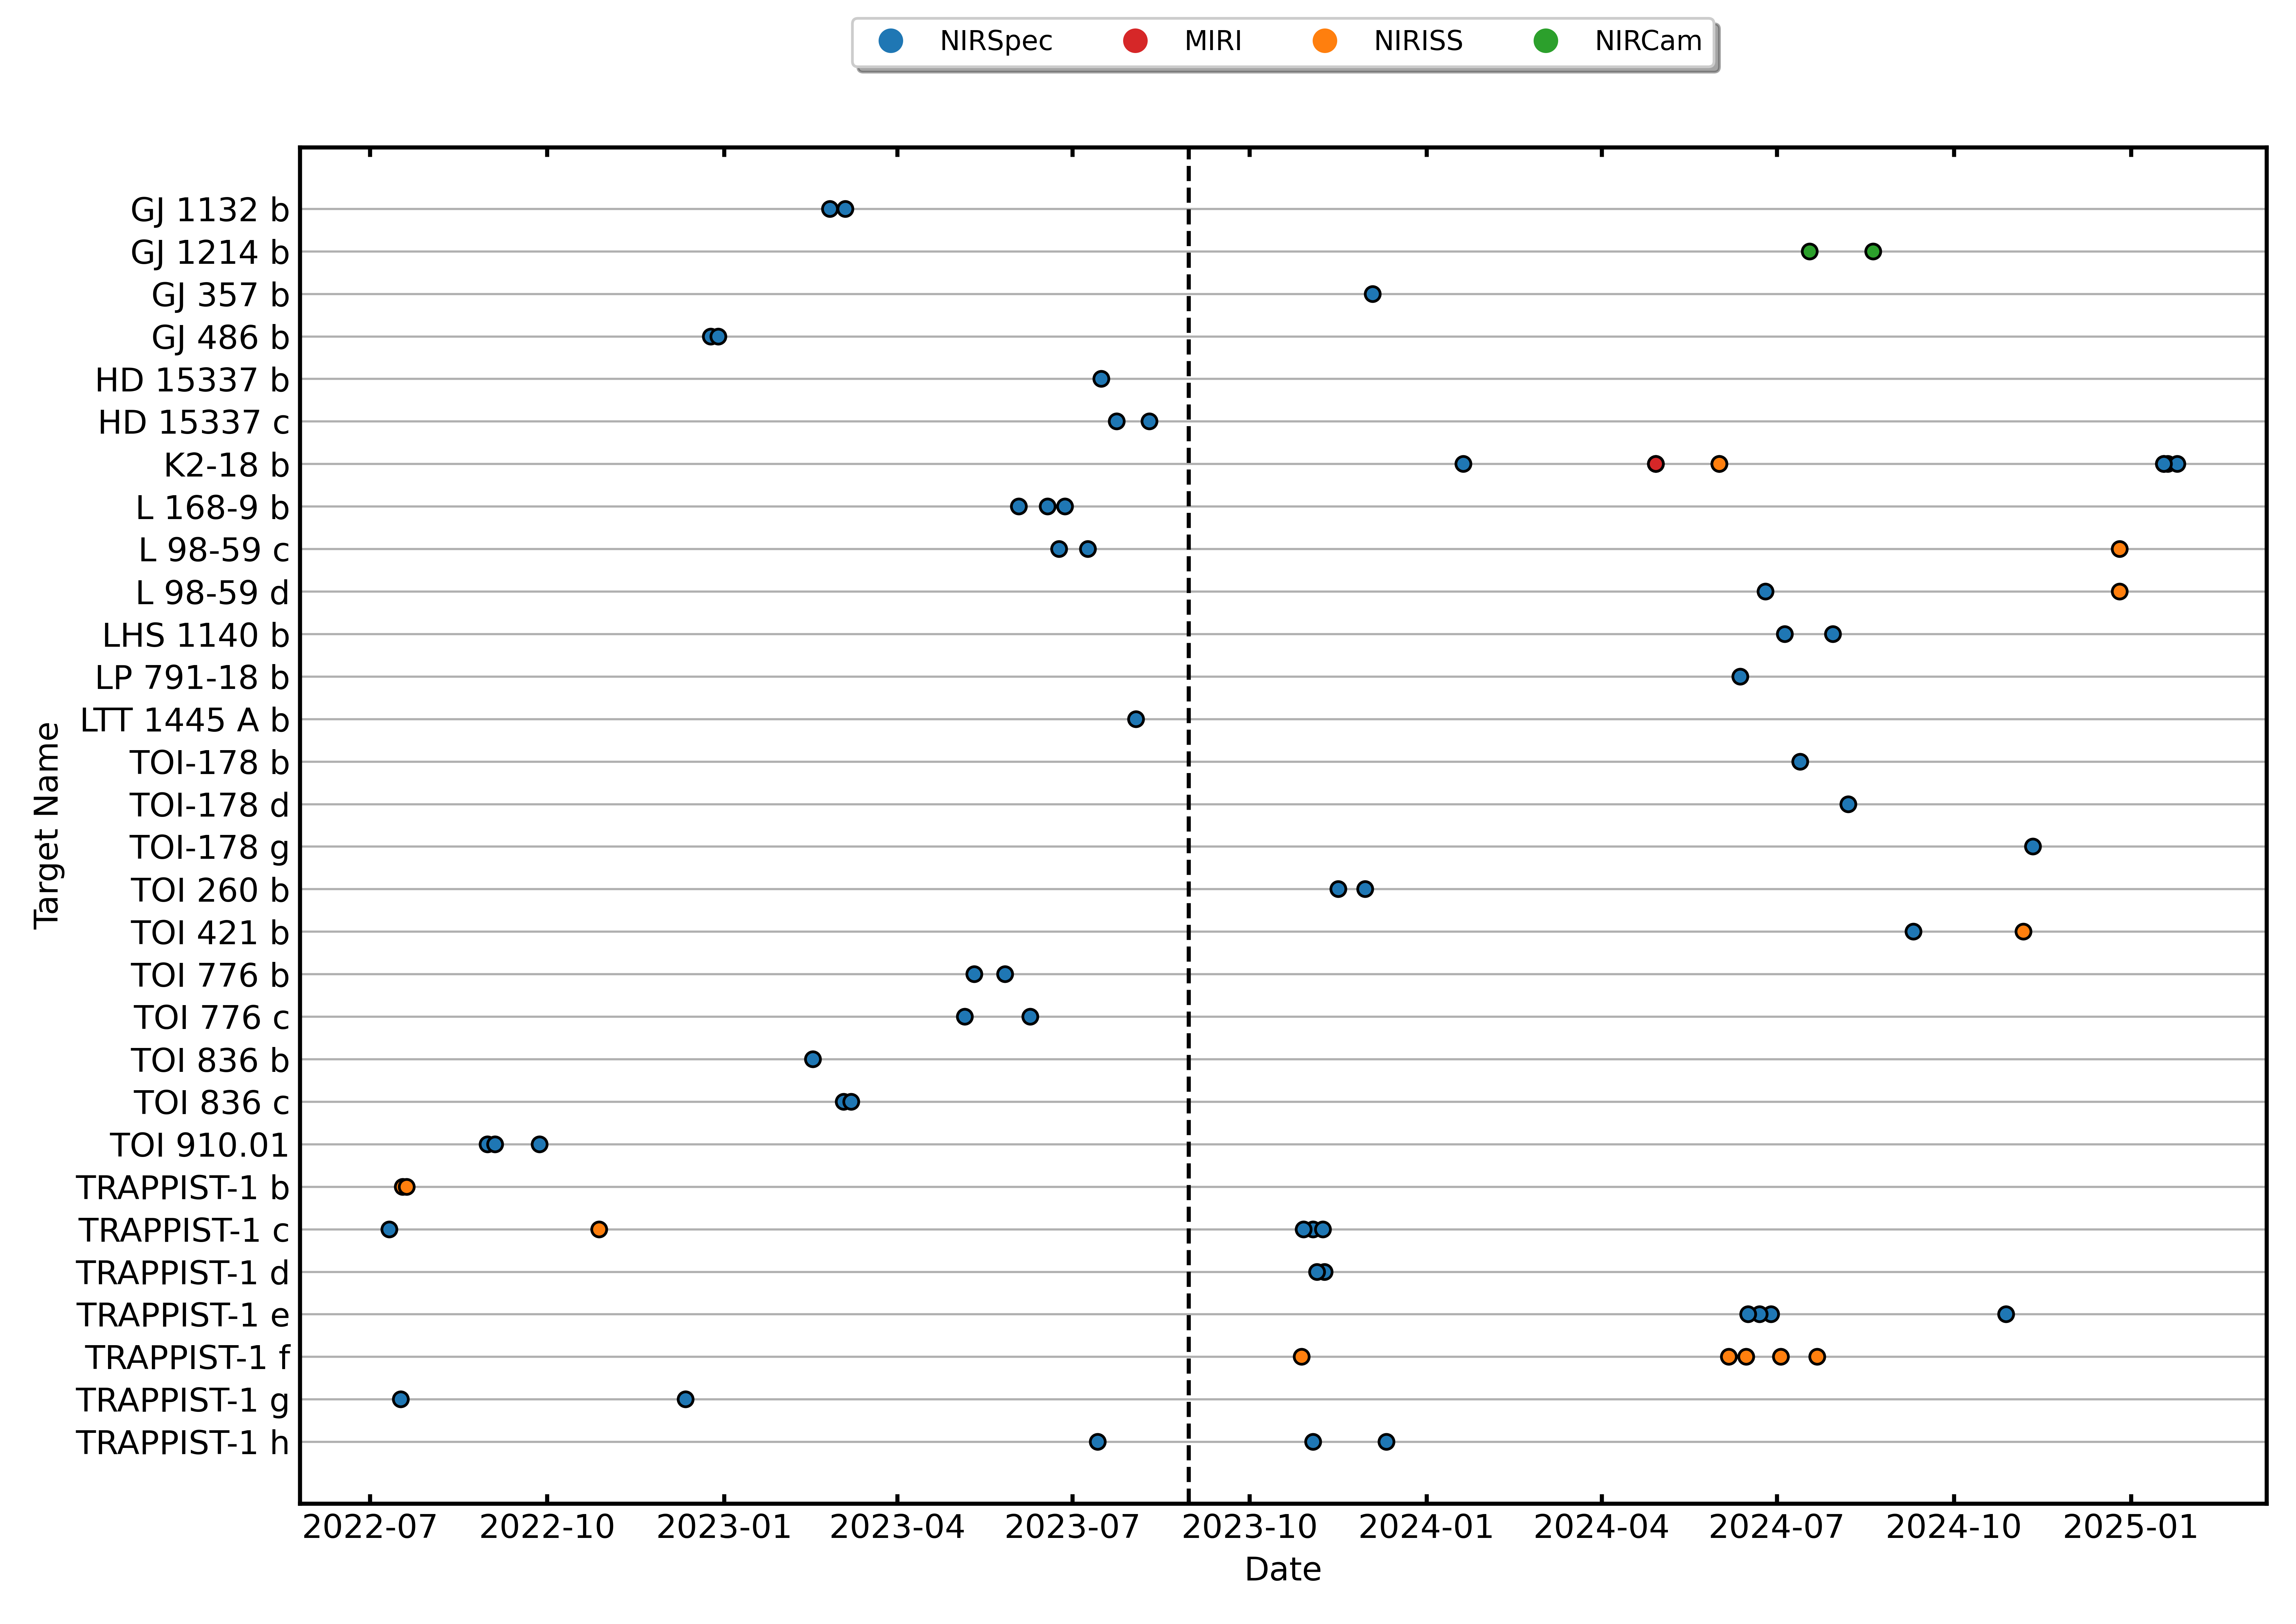 NIRSpec MIRI NIRISS NIRCam
GJ 1132 b
GJ 1214 b
GJ 357 b
GJ 486 b
HD 15337 b
HD 15337 c
K2-18 b
L 168-9 b
L 98-59 c
L 98-59 d
LHS 1140 b
LP 791-18 b
LTT 1445 A b
TOI-178 b
TOI-178 d
TOI-178 g
TOI 260 b
TOI 421 b
TOI 776 b
TOI 776 c
TOI 836 b
TOI 836 c
TOI 910.01
TRAPPIST-1 b
TRAPPIST-1 c
TRAPPIST-1 d
TRAPPIST-1 e
TRAPPIST-1 f
TRAPPIST-1 g
TRAPPIST-1 h
Target Name
2022-07 2022-10 2023-01 2023-04 2023-07 2023-10 2024-01 2024-04 2024-07 2024-10 2025-01
Date